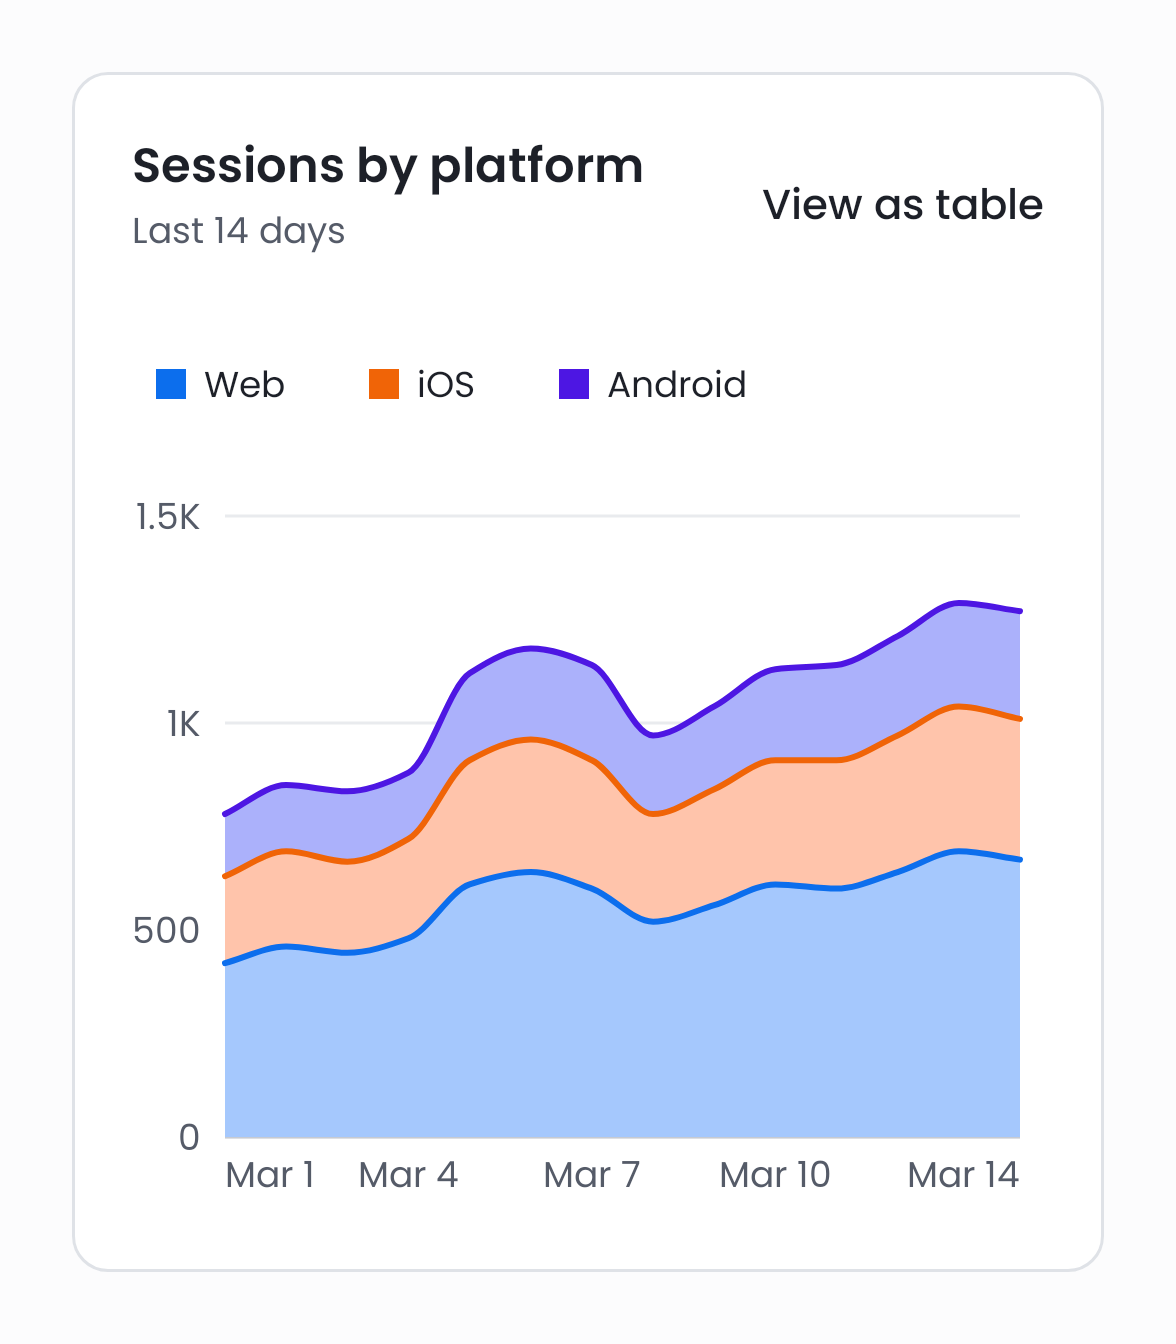 Sessions by platform
Last 14 days
View as table
Web
iOS
Android
1.5K
1K
500
0
Mar 1
Mar 4
Mar 7
Mar 10
Mar 14